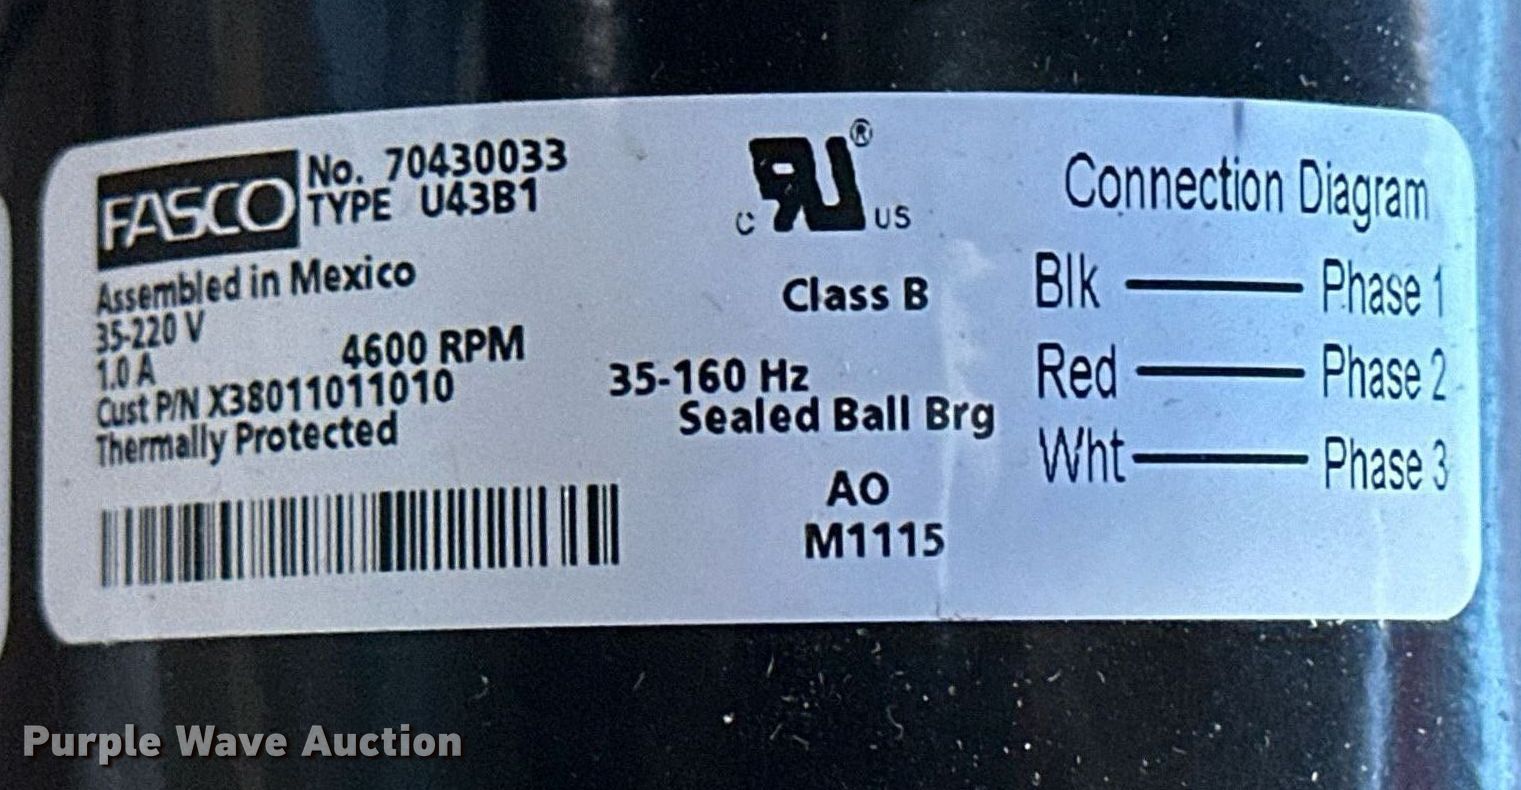 FASCO
No. 70430033
TYPE U43B1
Assembled in Mexico
35-220 V
1.0 A
4600 RPM
Cust P/N X38011011010
Thermally Protected
c RU® US
Class B
35-160 Hz
Sealed Ball Brg
AO
M1115
Connection Diagram
Blk Phase 1
Red Phase 2
Wht Phase 3
Purple Wave Auction